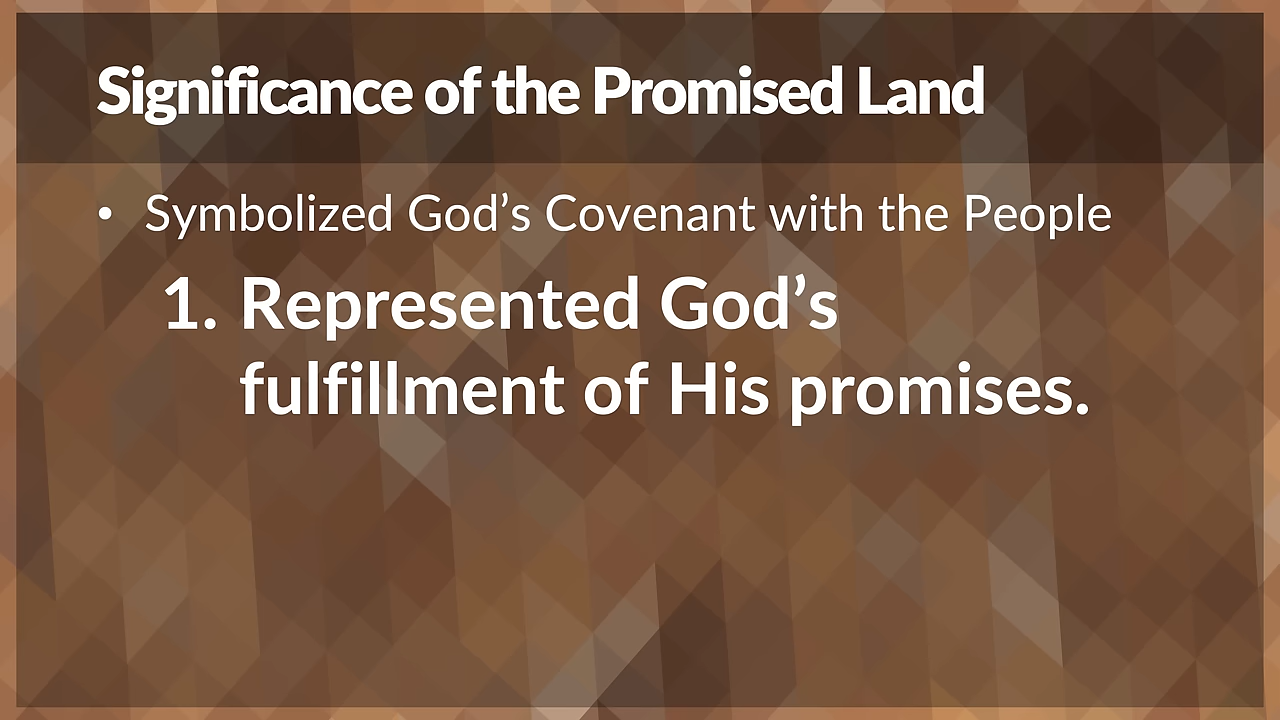 Significance of the Promised Land
• Symbolized God’s Covenant with the People
1. Represented God’s
fulfillment of His promises.